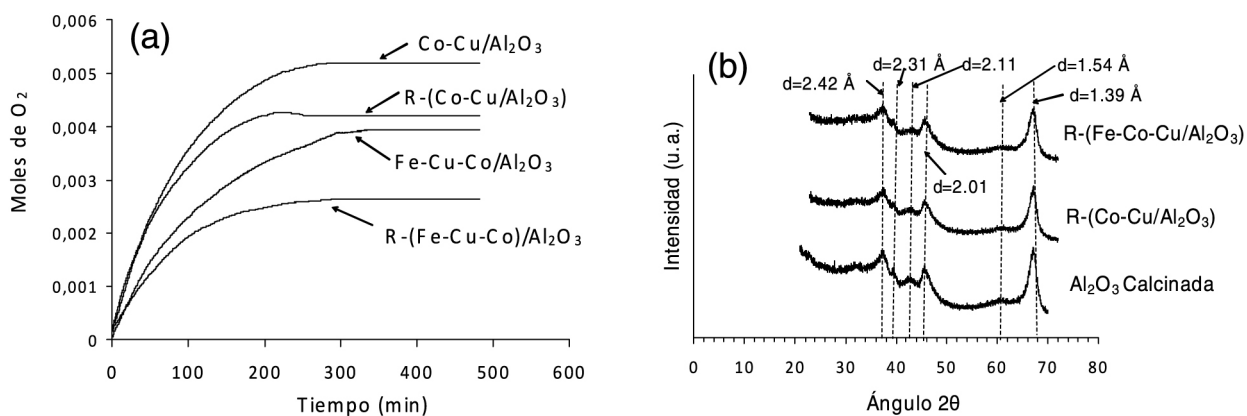 (a)
Moles de O₂
0,006
0,005
0,004
0,003
0,002
0,001
0
Co-Cu/Al₂O₃
R-(Co-Cu/Al₂O₃)
Fe-Cu-Co/Al₂O₃
R-(Fe-Cu-Co)/Al₂O₃
0 100 200 300 400 500 600
Tiempo (min)
(b)
Intensidad (u. a.)
d=2.42 Å
d=2.31 Å
d=2.11
d=1.54 Å
d=1.39 Å
d=2.01
R-(Fe-Co-Cu/Al₂O₃)
R-(Co-Cu/Al₂O₃)
Al₂O₃ Calcinada
0 10 20 30 40 50 60 70 80
Ángulo 2θ